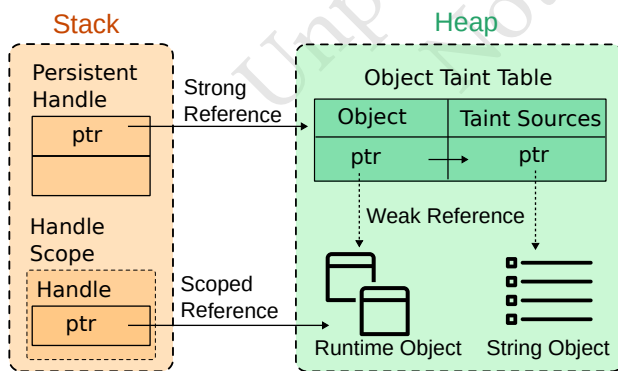 Stack
Heap
Persistent
Handle
ptr
Strong
Reference
Object Taint Table
Object
Taint Sources
ptr
ptr
Weak Reference
Handle
Scope
Handle
ptr
Scoped
Reference
Runtime Object
String Object